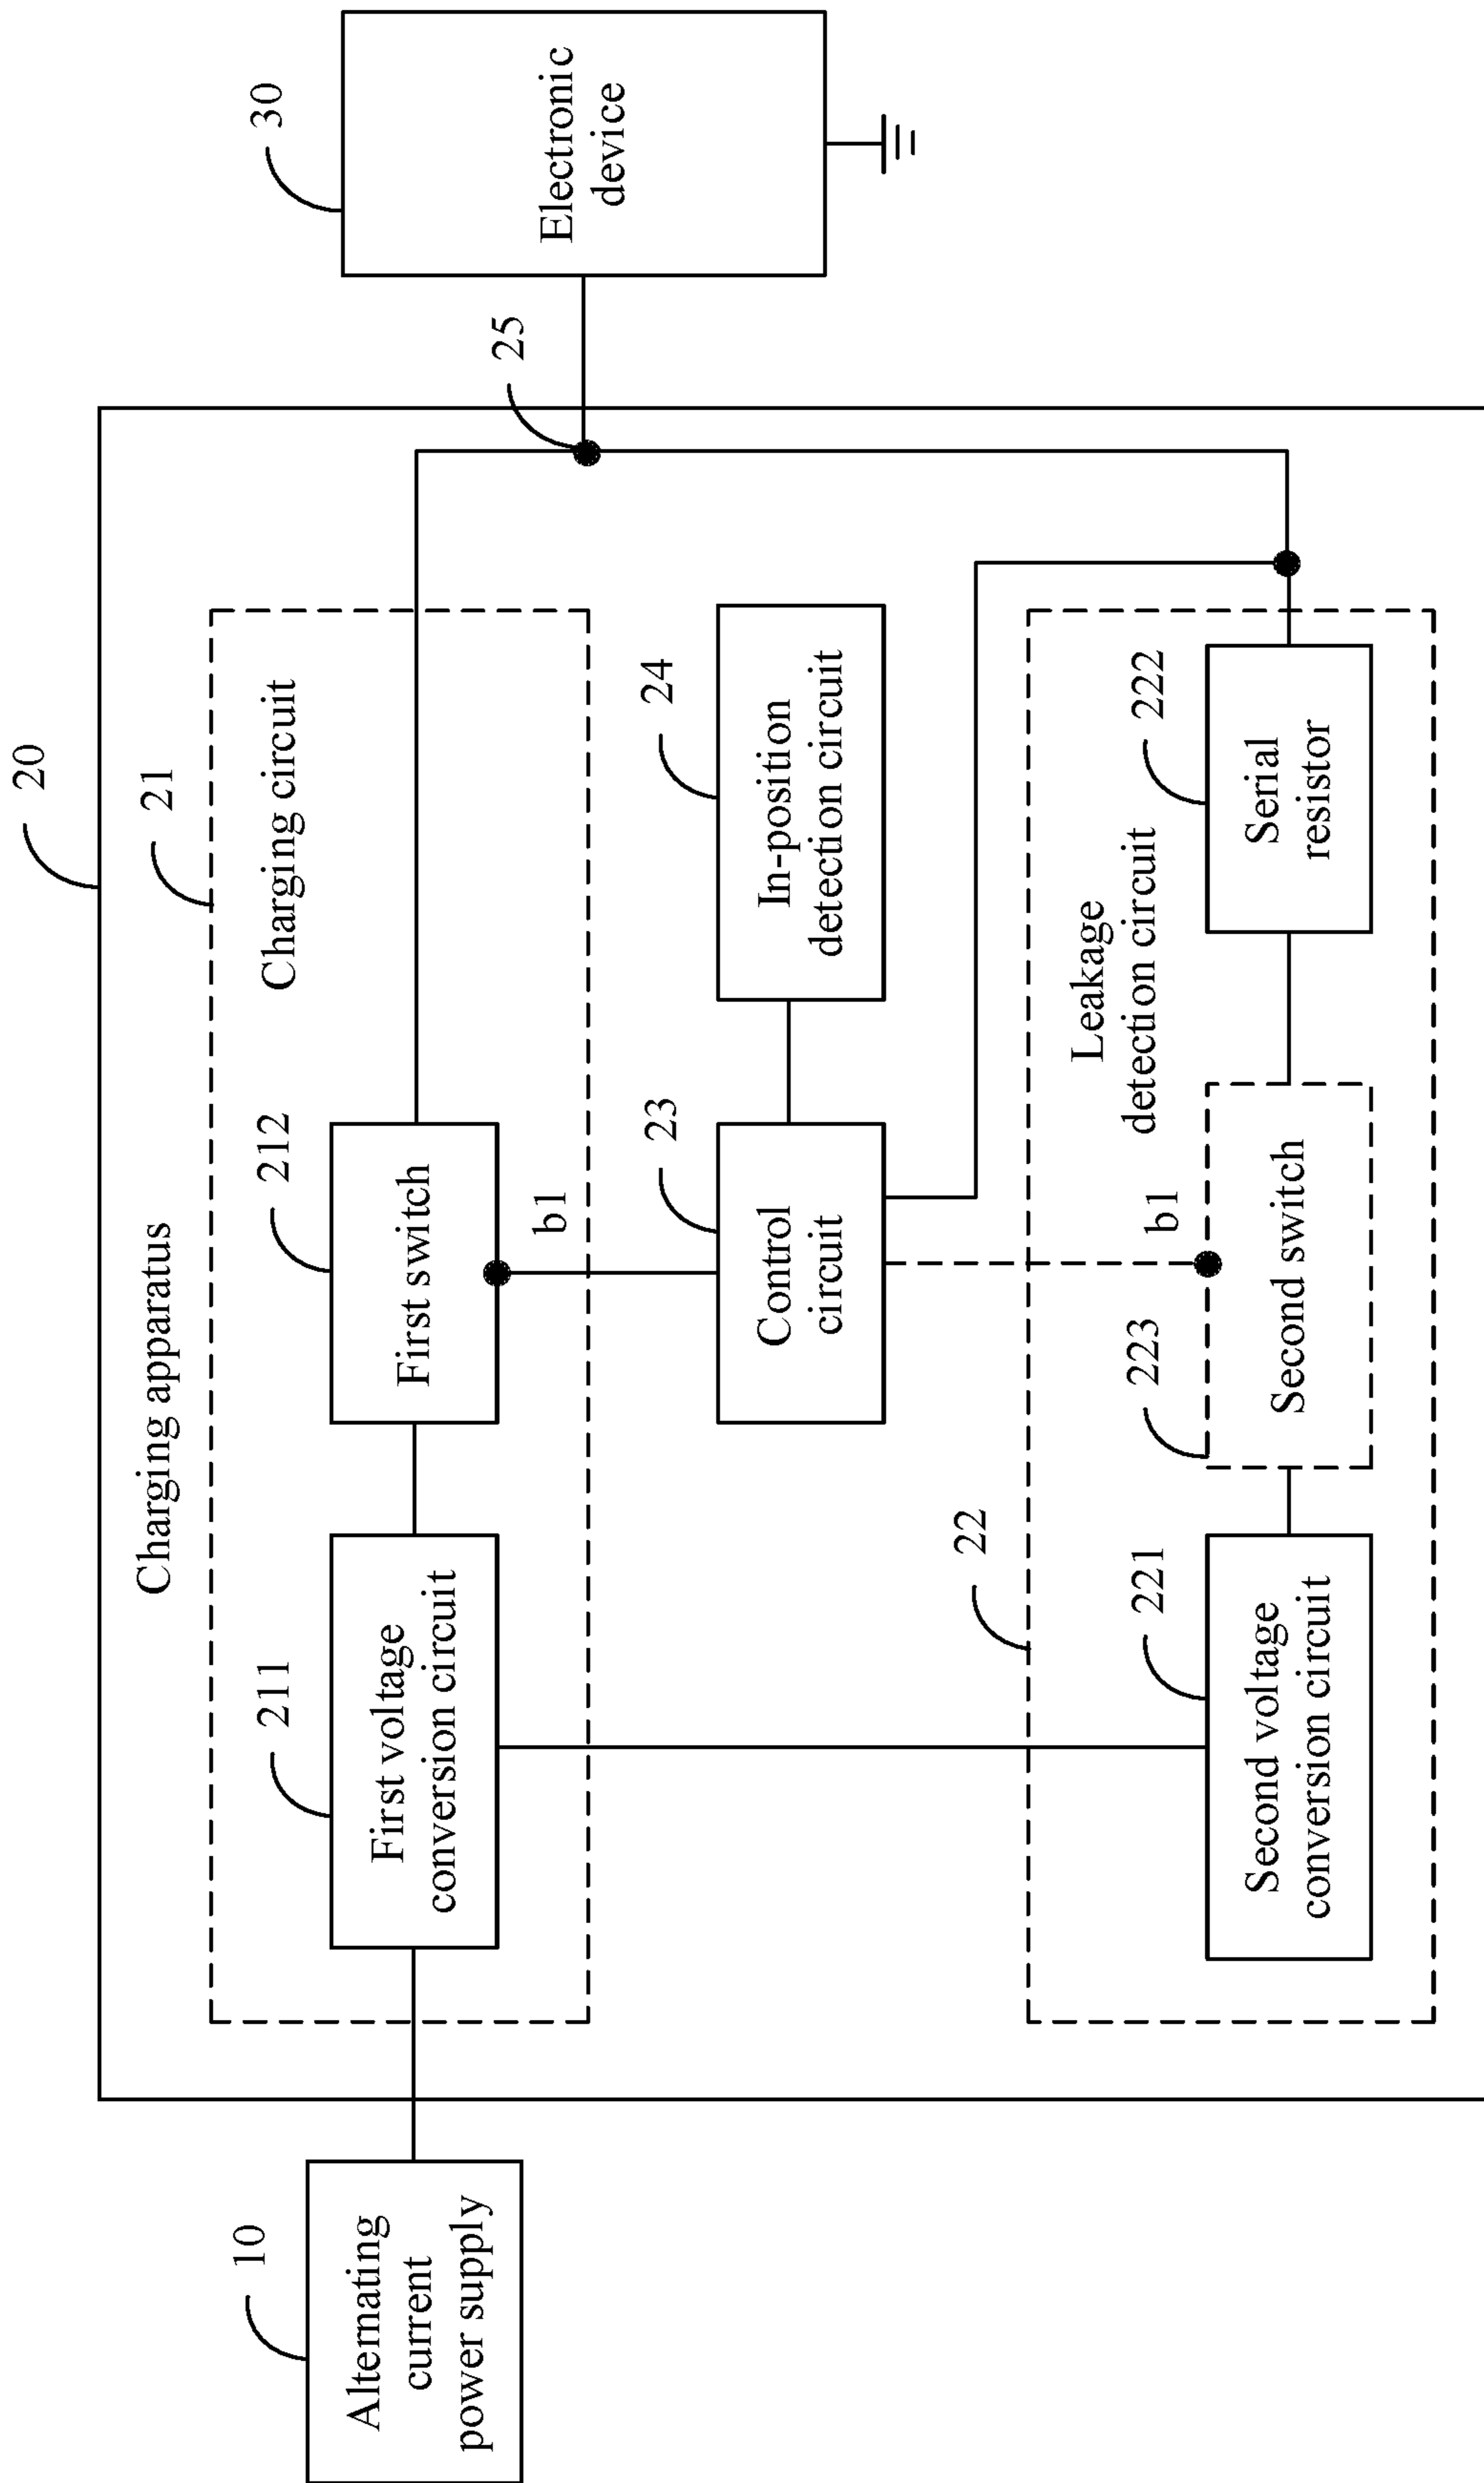 20
Charging apparatus
21
Charging circuit
10
Alternating
current
power supply
211
First voltage
conversion circuit
212
First switch
b1
25
30
Electronic
device
23
Control
circuit
24
In-position
detection circuit
22
Leakage
detection circuit
221
Second voltage
conversion circuit
223
b1
Second switch
222
Serial
resistor